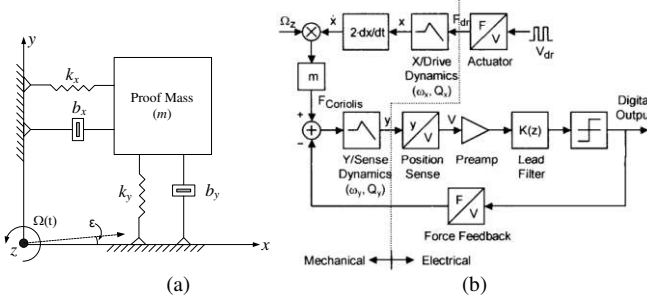 y
k_x
b_x
Proof Mass
(m)
k_y
b_y
Ω(t)
ε
z
x
(a)
Ω_z
ẋ
2·dx/dt
x
F_dr
F
V
V_dr
X/Drive
Dynamics
(ω_x, Q_x)
Actuator
m
F_Coriolis
+
−
y
y
V
V
K(z)
Digital
Output
Y/Sense
Dynamics
(ω_y, Q_y)
Position
Sense
Preamp
Lead
Filter
F
V
Force Feedback
Mechanical
Electrical
(b)